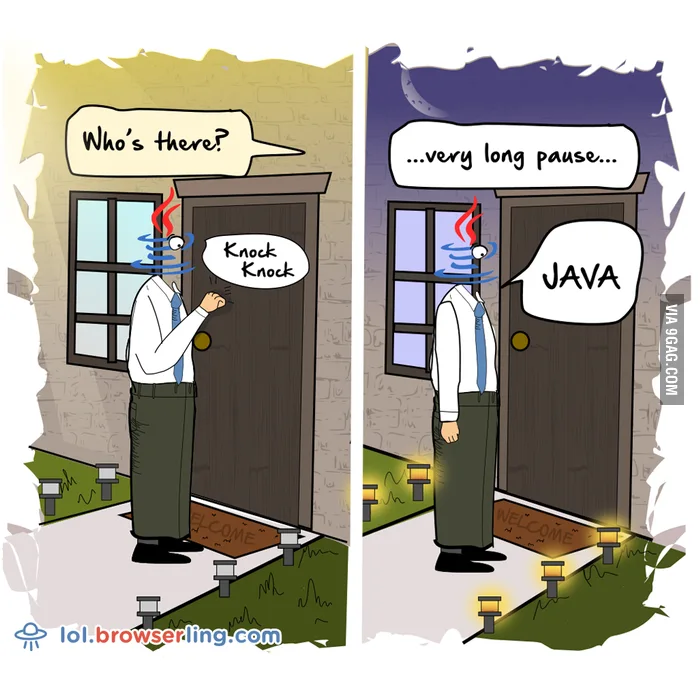 Who's there?
Knock
Knock
WELCOME
...very long pause...
JAVA
WELCOME
VIA 9GAG.COM
lol.browserling.com